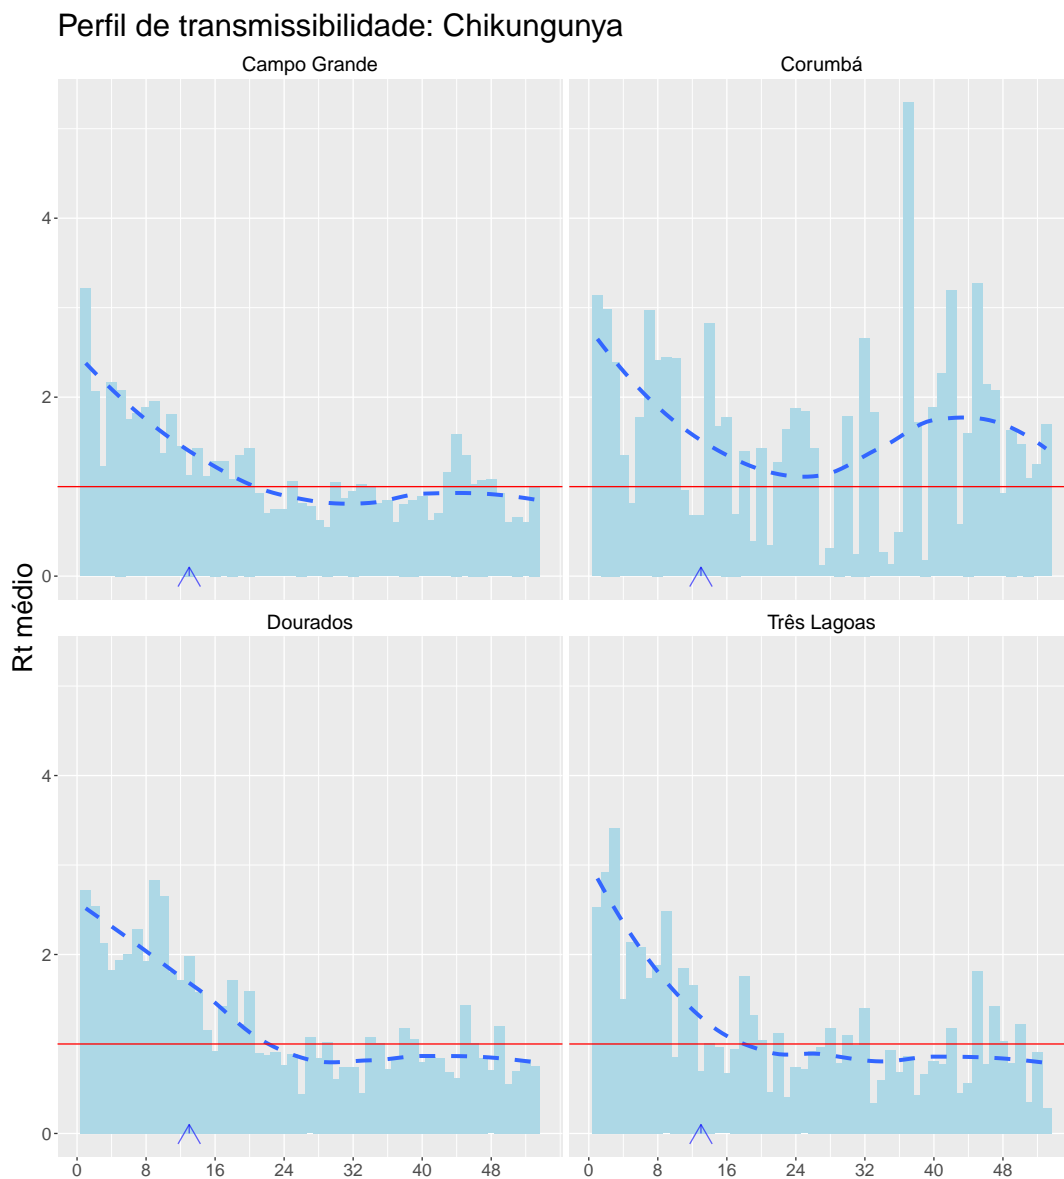 Perfil de transmissibilidade: Chikungunya
Campo Grande
Corumbá
4
2
0
Dourados
Três Lagoas
Rt médio
4
2
0
0 8 16 24 32 40 48
0 8 16 24 32 40 48